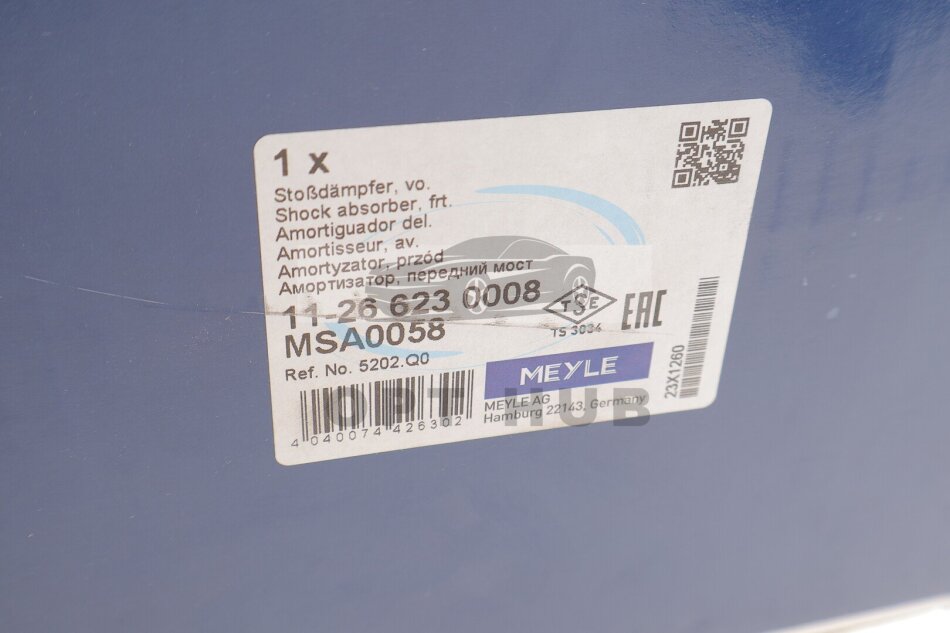 1 x
Stoßdämpfer, vo.
Shock absorber, frt.
Amortiguador del.
Amortisseur, av.
Amortyzator, przód
Амортизатор, передний мост
11-26 623 0008
MSA0058
Ref. No. 5202.Q0
4 040074 426302
TSE
TS 3034
EAC
MEYLE
MEYLE AG
Hamburg 22143, Germany
23X1260
OPT HUB